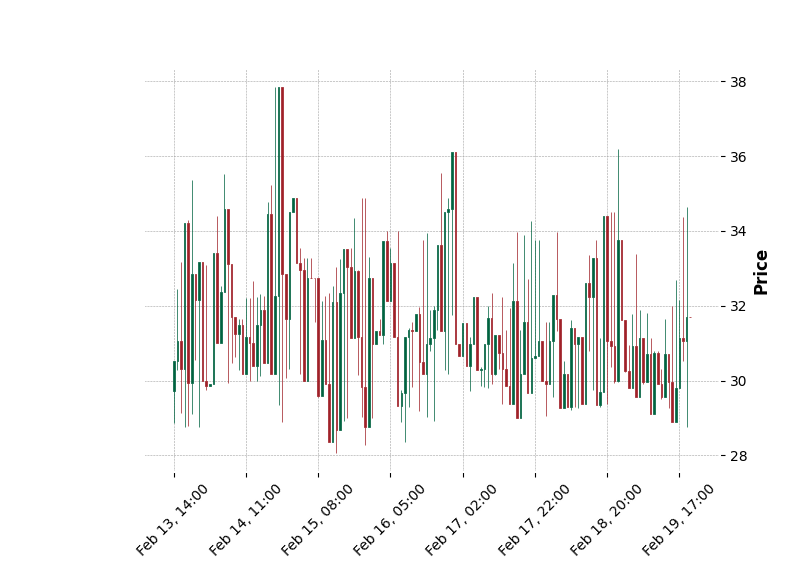 38
36
34
32
30
28
Price
Feb 13, 14:00
Feb 14, 11:00
Feb 15, 08:00
Feb 16, 05:00
Feb 17, 02:00
Feb 17, 22:00
Feb 18, 20:00
Feb 19, 17:00